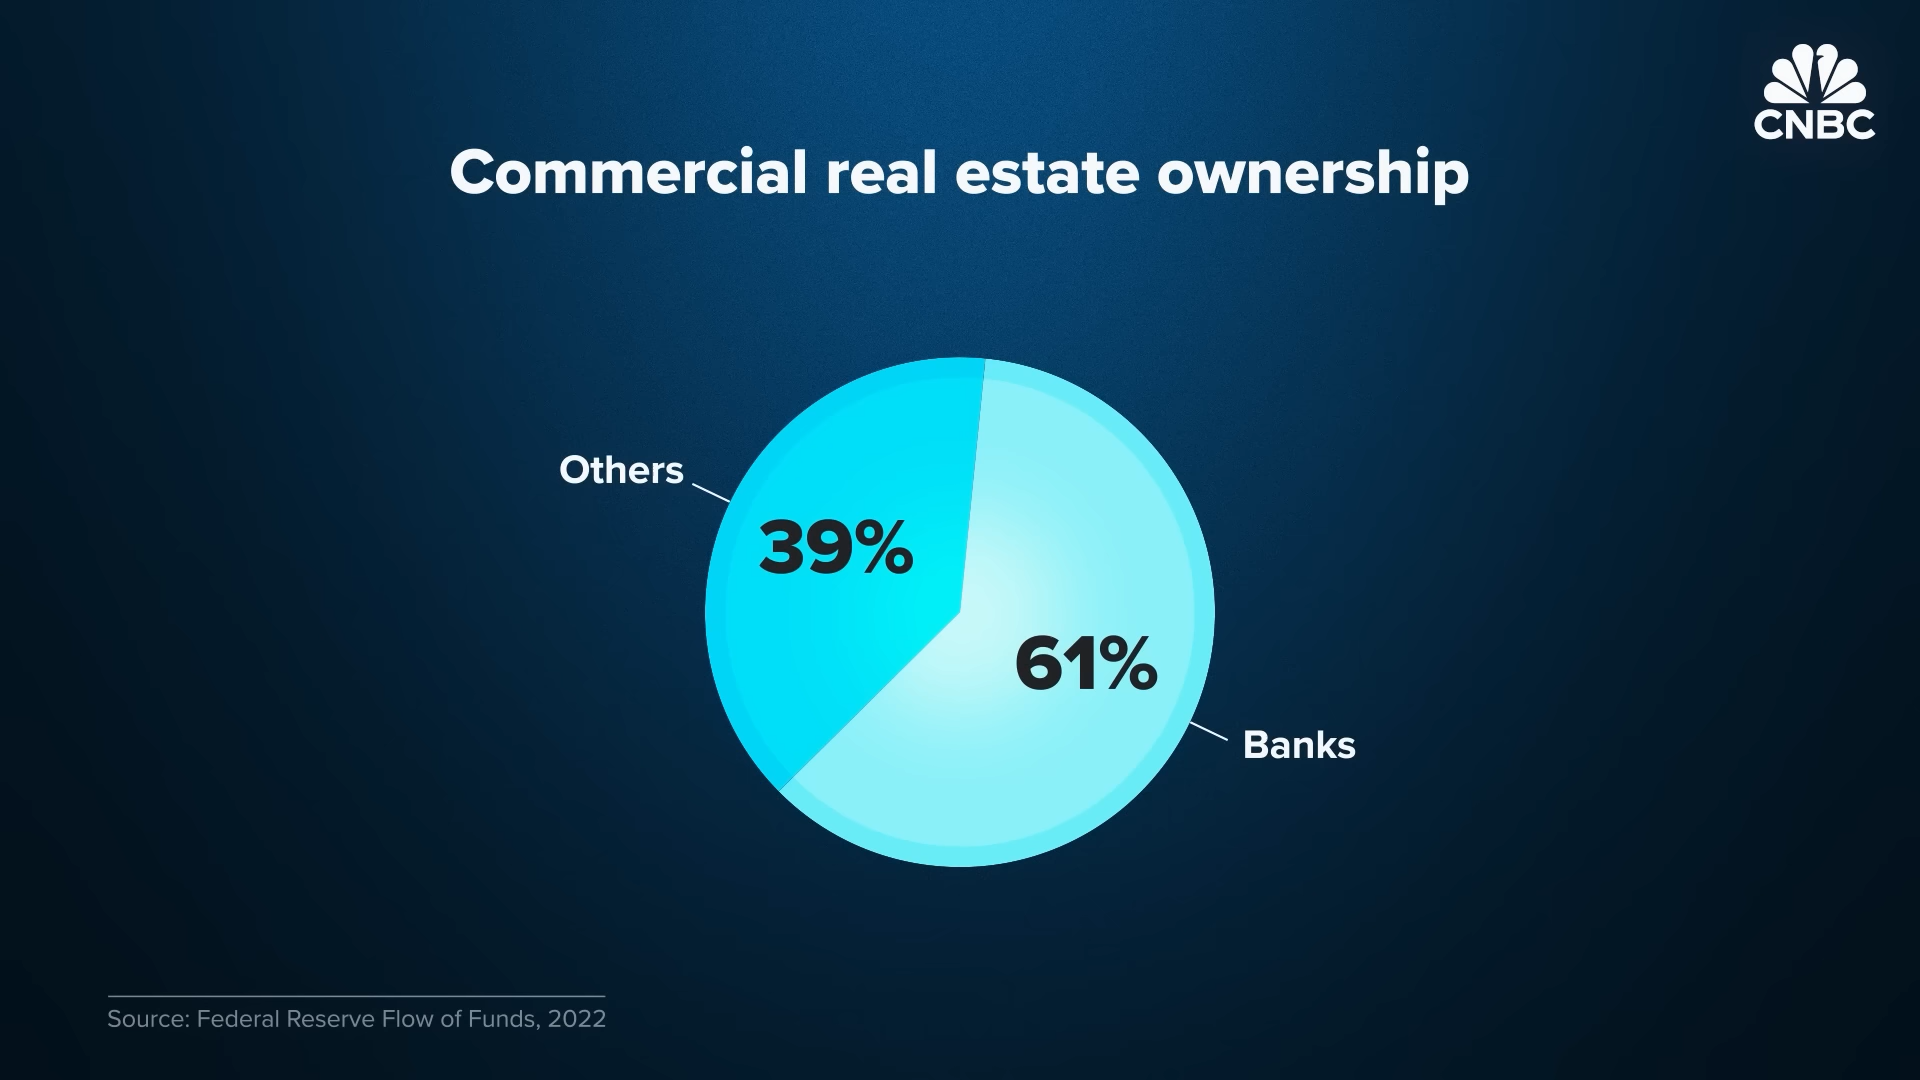 CNBC
Commercial real estate ownership
Others
39%
61%
Banks
Source: Federal Reserve Flow of Funds, 2022